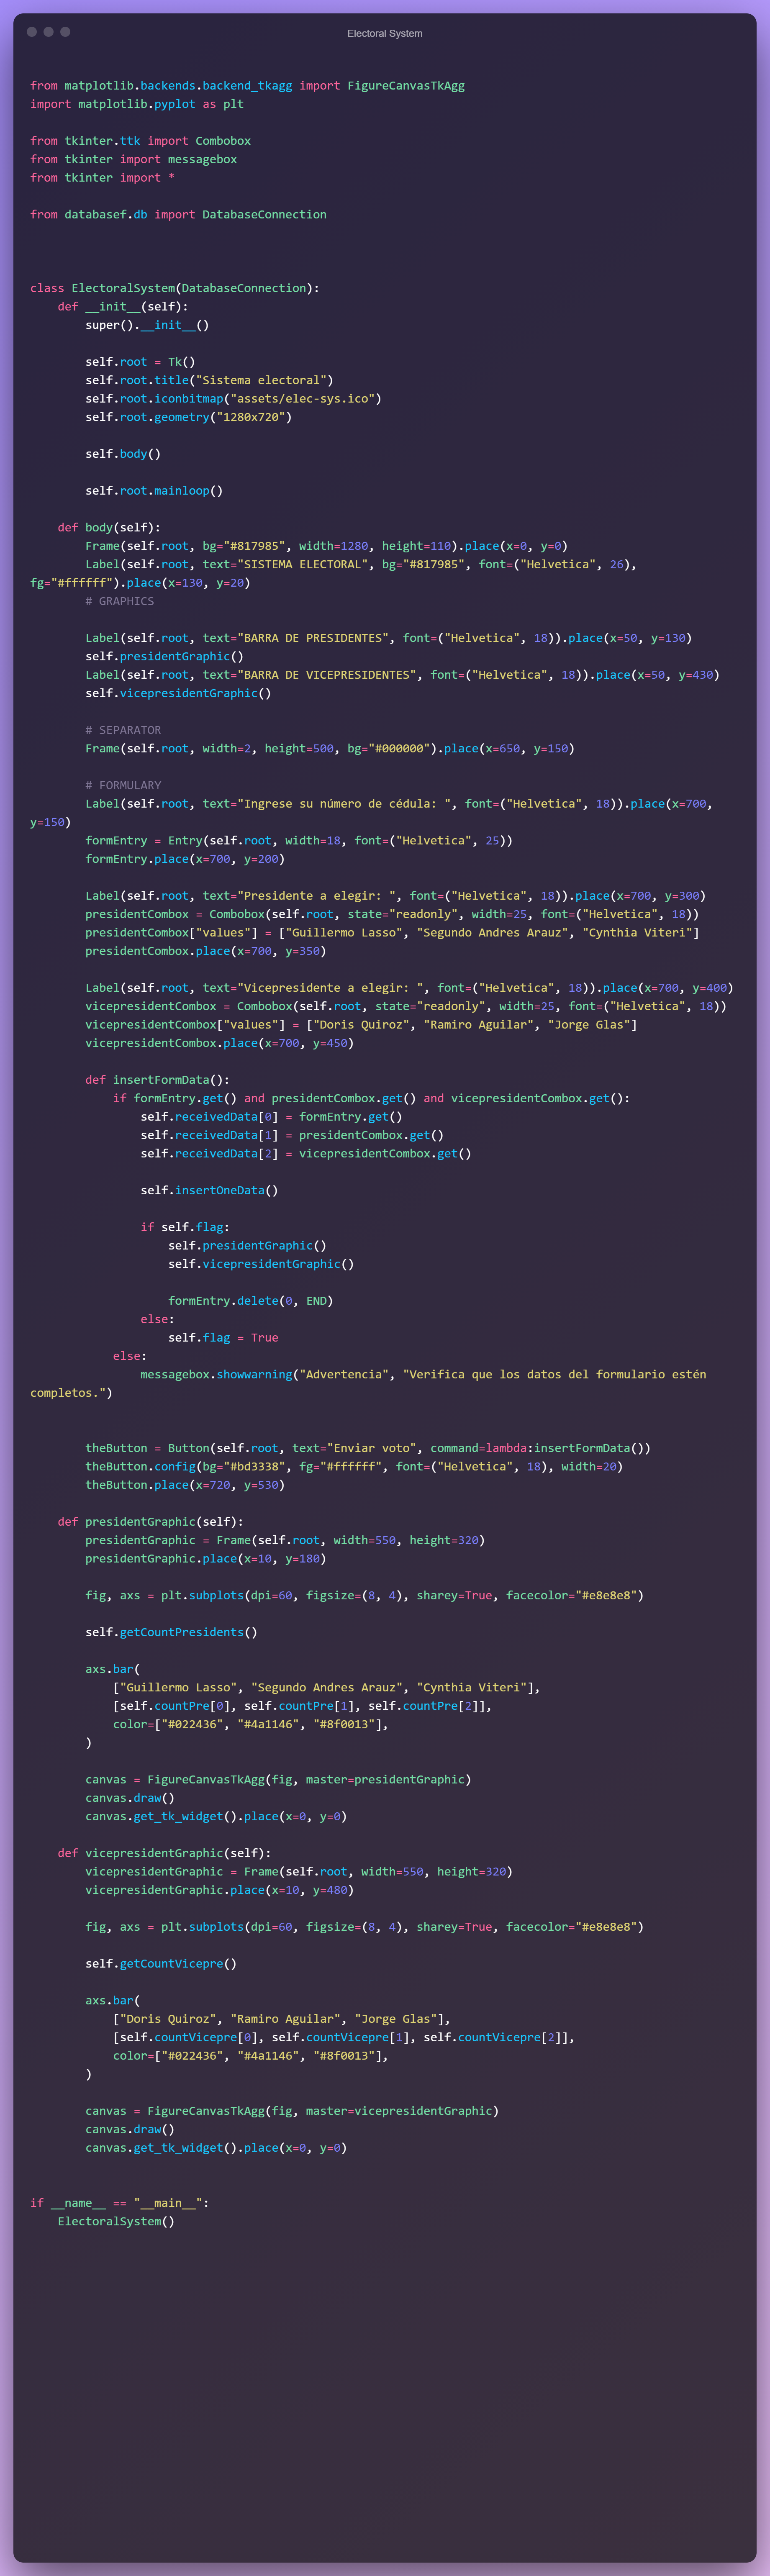 Electoral System
from matplotlib.backends.backend_tkagg import FigureCanvasTkAgg
import matplotlib.pyplot as plt
from tkinter.ttk import Combobox
from tkinter import messagebox
from tkinter import *
from databasef.db import DatabaseConnection
class ElectoralSystem(DatabaseConnection):
    def __init__(self):
        super().__init__()
        self.root = Tk()
        self.root.title("Sistema electoral")
        self.root.iconbitmap("assets/elec-sys.ico")
        self.root.geometry("1280x720")
        self.body()
        self.root.mainloop()
    def body(self):
        Frame(self.root, bg="#817985", width=1280, height=110).place(x=0, y=0)
        Label(self.root, text="SISTEMA ELECTORAL", bg="#817985", font=("Helvetica", 26),
fg="#ffffff").place(x=130, y=20)
        # GRAPHICS
        Label(self.root, text="BARRA DE PRESIDENTES", font=("Helvetica", 18)).place(x=50, y=130)
        self.presidentGraphic()
        Label(self.root, text="BARRA DE VICEPRESIDENTES", font=("Helvetica", 18)).place(x=50, y=430)
        self.vicepresidentGraphic()
        # SEPARATOR
        Frame(self.root, width=2, height=500, bg="#000000").place(x=650, y=150)
        # FORMULARY
        Label(self.root, text="Ingrese su número de cédula: ", font=("Helvetica", 18)).place(x=700,
y=150)
        formEntry = Entry(self.root, width=18, font=("Helvetica", 25))
        formEntry.place(x=700, y=200)
        Label(self.root, text="Presidente a elegir: ", font=("Helvetica", 18)).place(x=700, y=300)
        presidentCombox = Combobox(self.root, state="readonly", width=25, font=("Helvetica", 18))
        presidentCombox["values"] = ["Guillermo Lasso", "Segundo Andres Arauz", "Cynthia Viteri"]
        presidentCombox.place(x=700, y=350)
        Label(self.root, text="Vicepresidente a elegir: ", font=("Helvetica", 18)).place(x=700, y=400)
        vicepresidentCombox = Combobox(self.root, state="readonly", width=25, font=("Helvetica", 18))
        vicepresidentCombox["values"] = ["Doris Quiroz", "Ramiro Aguilar", "Jorge Glas"]
        vicepresidentCombox.place(x=700, y=450)
        def insertFormData():
            if formEntry.get() and presidentCombox.get() and vicepresidentCombox.get():
                self.receivedData[0] = formEntry.get()
                self.receivedData[1] = presidentCombox.get()
                self.receivedData[2] = vicepresidentCombox.get()
                self.insertOneData()
                if self.flag:
                    self.presidentGraphic()
                    self.vicepresidentGraphic()
                    formEntry.delete(0, END)
                else:
                    self.flag = True
            else:
                messagebox.showwarning("Advertencia", "Verifica que los datos del formulario estén
completos.")
        theButton = Button(self.root, text="Enviar voto", command=lambda:insertFormData())
        theButton.config(bg="#bd3338", fg="#ffffff", font=("Helvetica", 18), width=20)
        theButton.place(x=720, y=530)
    def presidentGraphic(self):
        presidentGraphic = Frame(self.root, width=550, height=320)
        presidentGraphic.place(x=10, y=180)
        fig, axs = plt.subplots(dpi=60, figsize=(8, 4), sharey=True, facecolor="#e8e8e8")
        self.getCountPresidents()
        axs.bar(
            ["Guillermo Lasso", "Segundo Andres Arauz", "Cynthia Viteri"],
            [self.countPre[0], self.countPre[1], self.countPre[2]],
            color=["#022436", "#4a1146", "#8f0013"],
        )
        canvas = FigureCanvasTkAgg(fig, master=presidentGraphic)
        canvas.draw()
        canvas.get_tk_widget().place(x=0, y=0)
    def vicepresidentGraphic(self):
        vicepresidentGraphic = Frame(self.root, width=550, height=320)
        vicepresidentGraphic.place(x=10, y=480)
        fig, axs = plt.subplots(dpi=60, figsize=(8, 4), sharey=True, facecolor="#e8e8e8")
        self.getCountVicepre()
        axs.bar(
            ["Doris Quiroz", "Ramiro Aguilar", "Jorge Glas"],
            [self.countVicepre[0], self.countVicepre[1], self.countVicepre[2]],
            color=["#022436", "#4a1146", "#8f0013"],
        )
        canvas = FigureCanvasTkAgg(fig, master=vicepresidentGraphic)
        canvas.draw()
        canvas.get_tk_widget().place(x=0, y=0)
if __name__ == "__main__":
    ElectoralSystem()